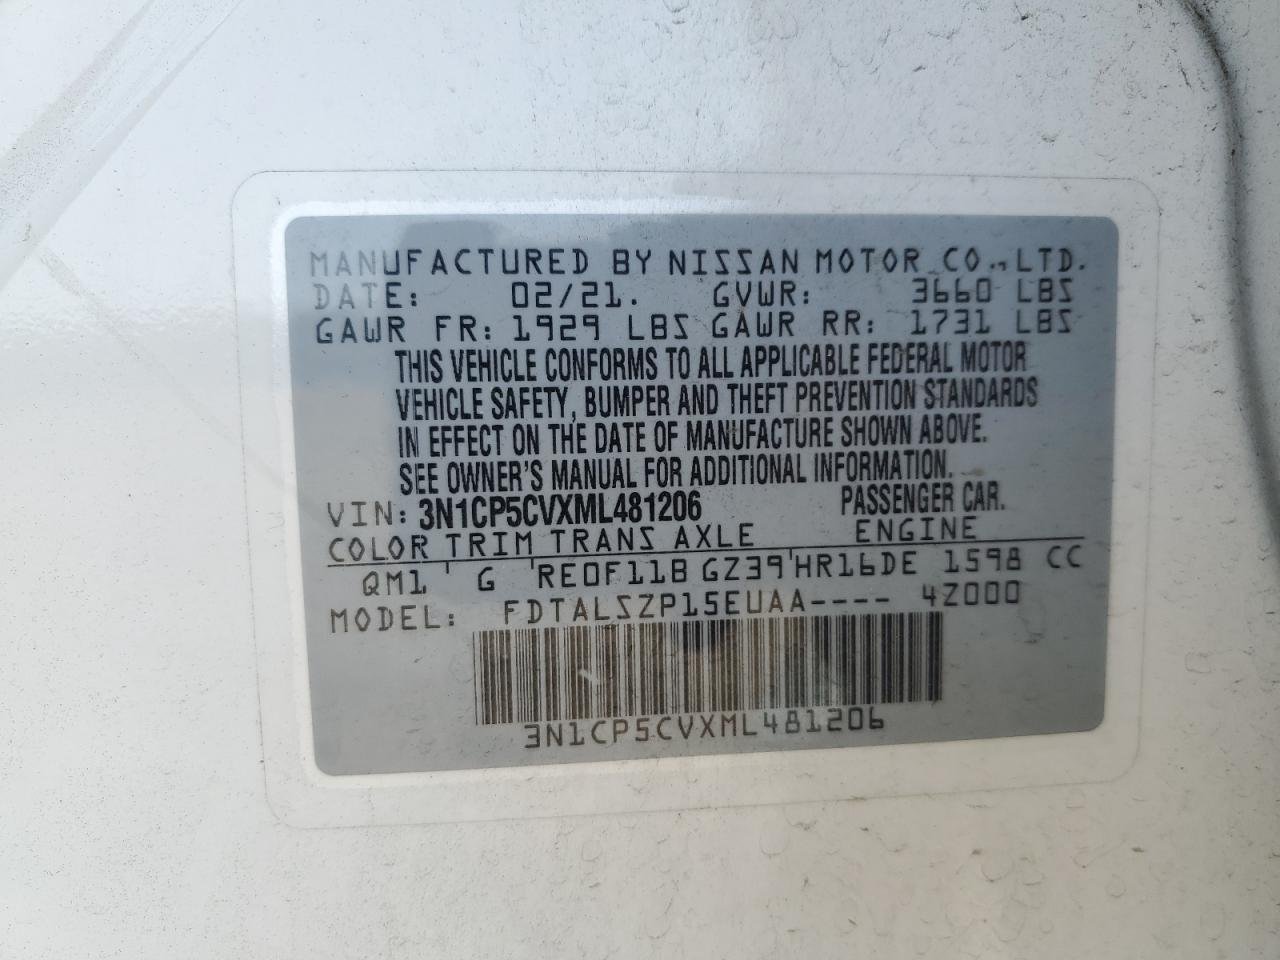 MANUFACTURED BY NISSAN MOTOR CO., LTD.
DATE: 02/21. GVWR: 3660 LBS
GAWR FR: 1929 LBS GAWR RR: 1731 LBS
THIS VEHICLE CONFORMS TO ALL APPLICABLE FEDERAL MOTOR
VEHICLE SAFETY, BUMPER AND THEFT PREVENTION STANDARDS
IN EFFECT ON THE DATE OF MANUFACTURE SHOWN ABOVE.
SEE OWNER'S MANUAL FOR ADDITIONAL INFORMATION.
VIN: 3N1CP5CVXML481206 PASSENGER CAR.
COLOR TRIM TRANS AXLE ENGINE
QM1 ' G ' RE0F11B GZ39 ' HR16DE 1598 CC
MODEL: FDTALSZP15EUAA---- 4Z000
3N1CP5CVXML481206